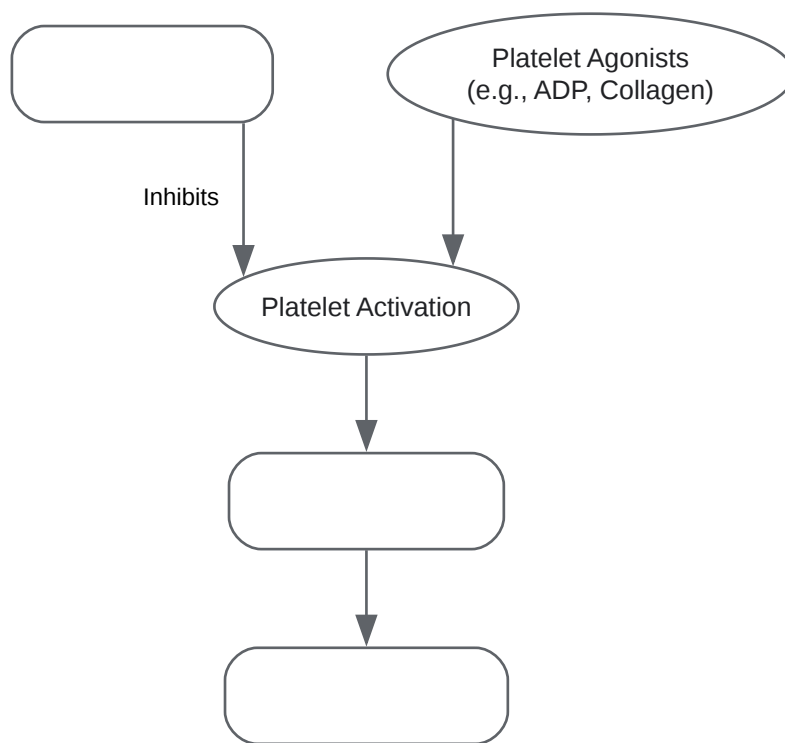 Platelet Agonists
(e.g., ADP, Collagen)
Inhibits
Platelet Activation